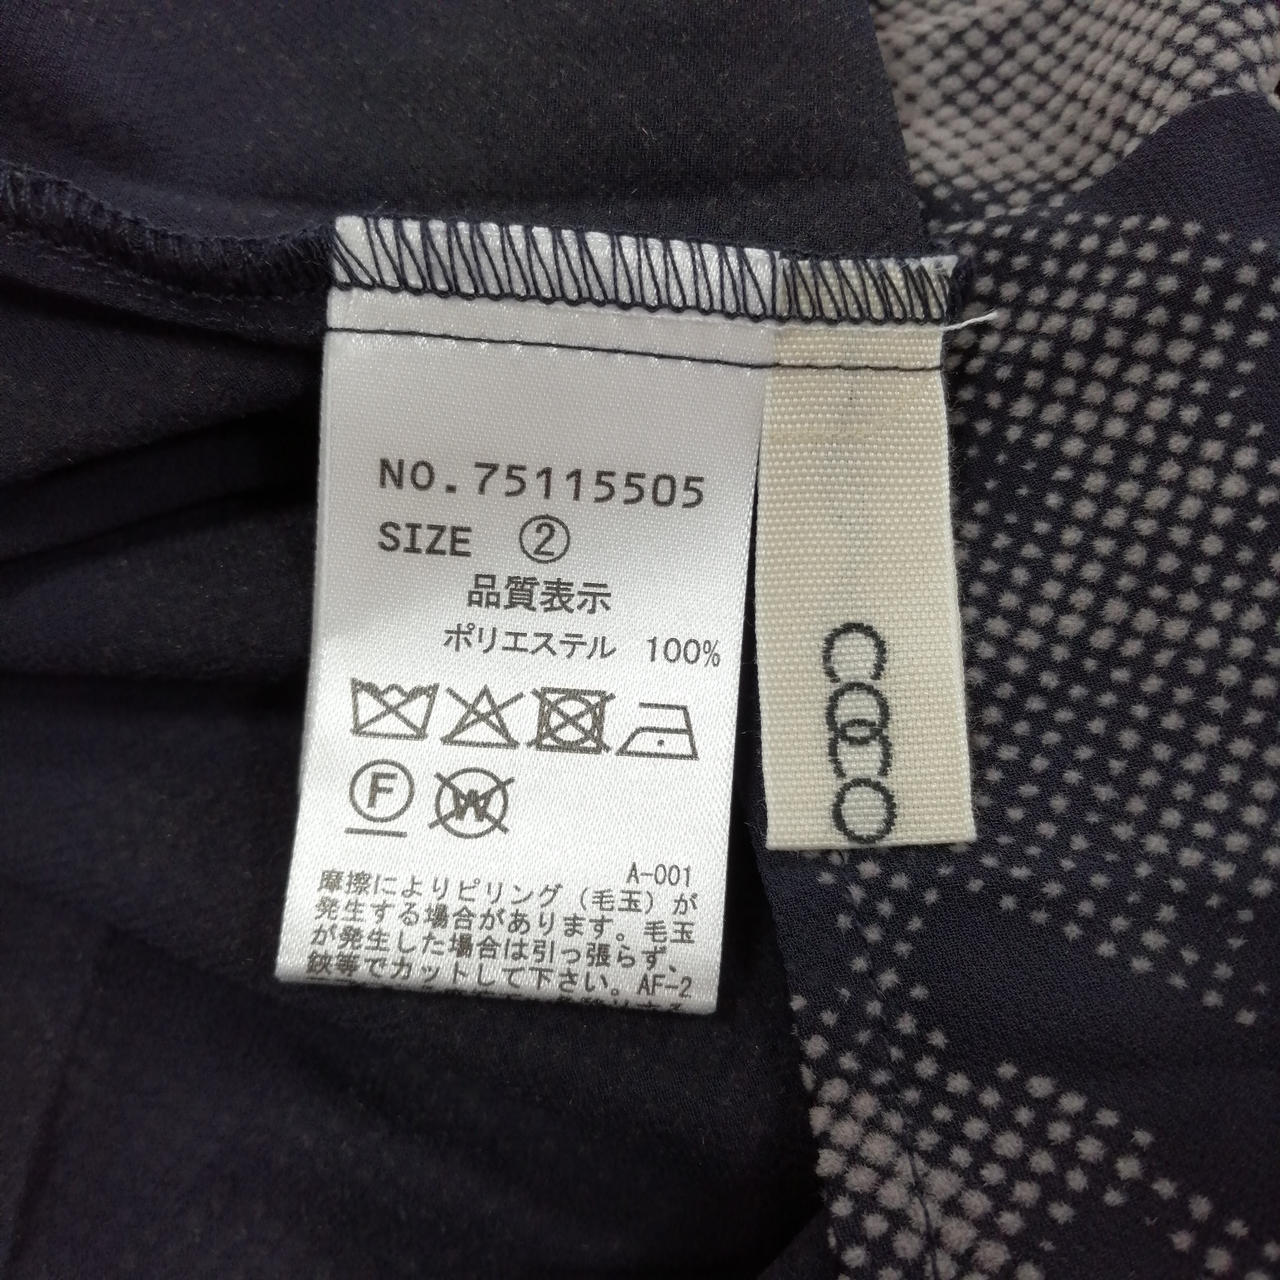 NO.75115505
SIZE ②
品質表示
ポリエステル 100%
F
W
A-001
摩擦によりピリング（毛玉）が
発生する場合があります。毛玉
が発生した場合は引っ張らず、
鋏等でカットして下さい。AF-2
COCO